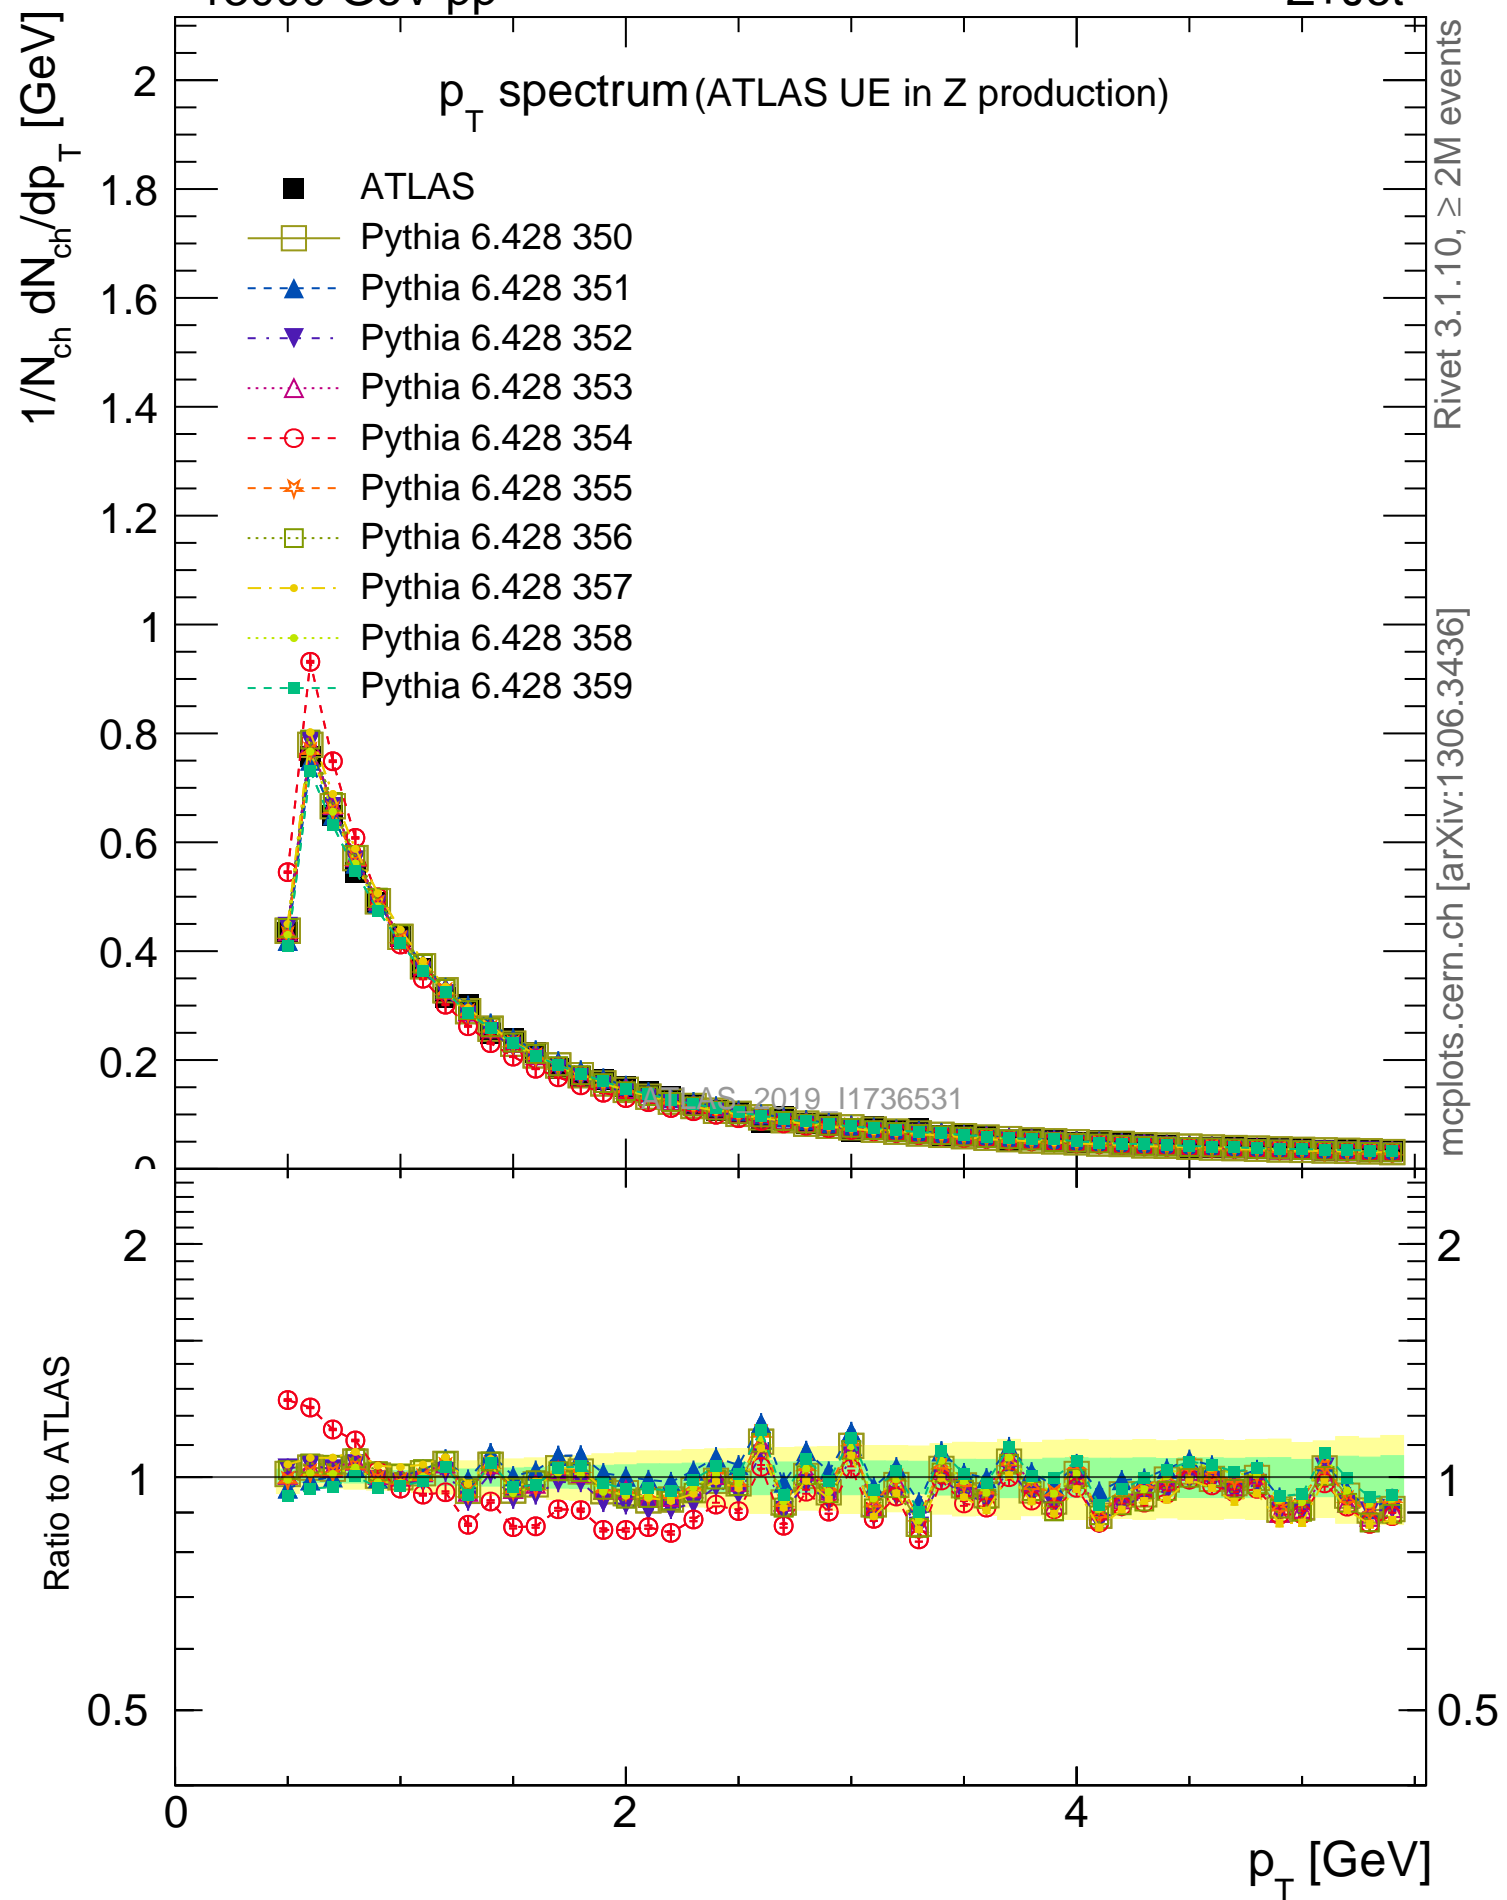 13000 GeV pp
Z+Jet
p_T spectrum (ATLAS UE in Z production)
1/N_ch dN_ch/dp_T [GeV]
2
1.8
1.6
1.4
1.2
1
0.8
0.6
0.4
0.2
0
ATLAS
Pythia 6.428 350
Pythia 6.428 351
Pythia 6.428 352
Pythia 6.428 353
Pythia 6.428 354
Pythia 6.428 355
Pythia 6.428 356
Pythia 6.428 357
Pythia 6.428 358
Pythia 6.428 359
ATLAS_2019_I1736531
Rivet 3.1.10, ≥ 2M events
mcplots.cern.ch [arXiv:1306.3436]
Ratio to ATLAS
2
1
0.5
2
1
0.5
0
2
4
p_T [GeV]